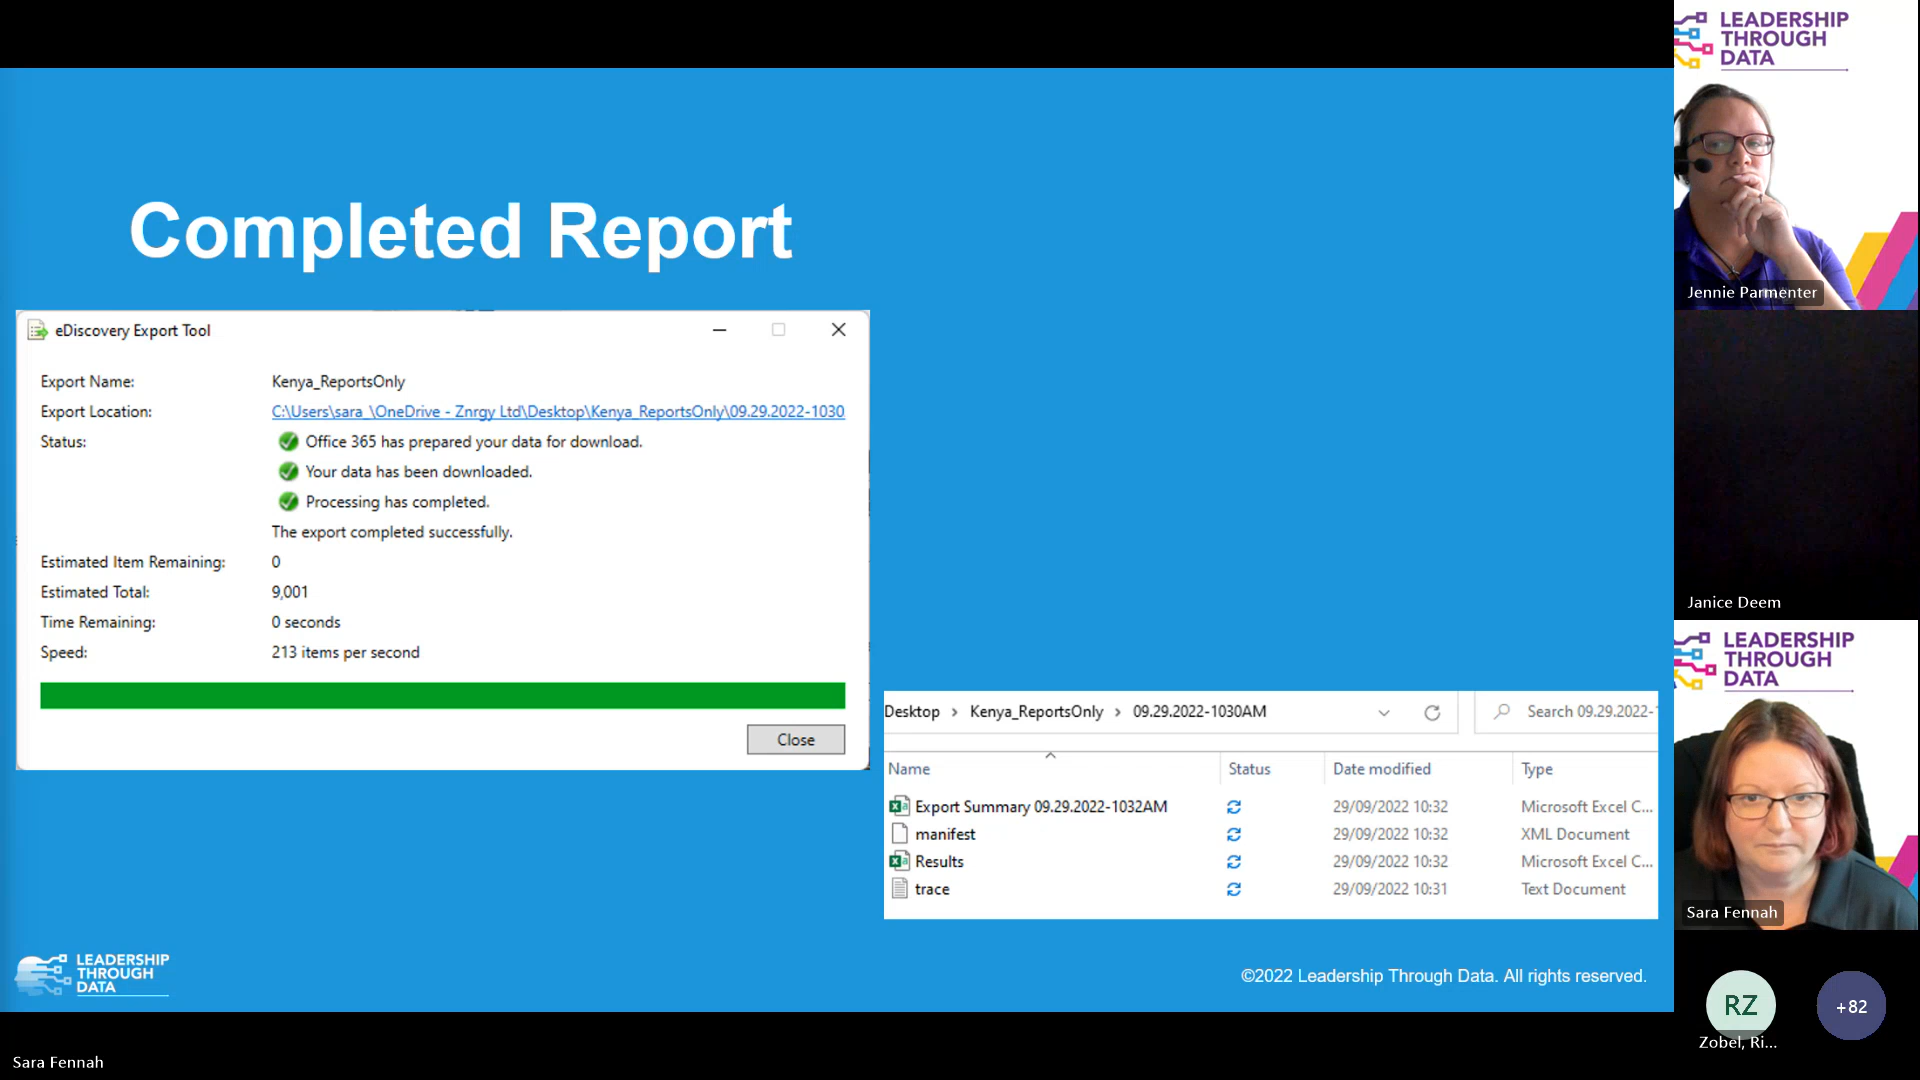 Completed Report
eDiscovery Export Tool
Export Name: Kenya_ReportsOnly
Export Location: C:\Users\sara_\OneDrive - Znrgy Ltd\Desktop\Kenya_ReportsOnly\09.29.2022-1030
Status: Office 365 has prepared your data for download.
Your data has been downloaded.
Processing has completed.
The export completed successfully.
Estimated Item Remaining: 0
Estimated Total: 9,001
Time Remaining: 0 seconds
Speed: 213 items per second
Close
Desktop > Kenya_ReportsOnly > 09.29.2022-1030AM Search 09.29.2022-
Name Status Date modified Type
Export Summary 09.29.2022-1032AM 29/09/2022 10:32 Microsoft Excel C...
manifest 29/09/2022 10:32 XML Document
Results 29/09/2022 10:32 Microsoft Excel C...
trace 29/09/2022 10:31 Text Document
LEADERSHIP
THROUGH
DATA
©2022 Leadership Through Data. All rights reserved.
Sara Fennah
LEADERSHIP
THROUGH
DATA
Jennie Parmenter
Janice Deem
LEADERSHIP
THROUGH
DATA
Sara Fennah
RZ
Zobel, Ri...
+82